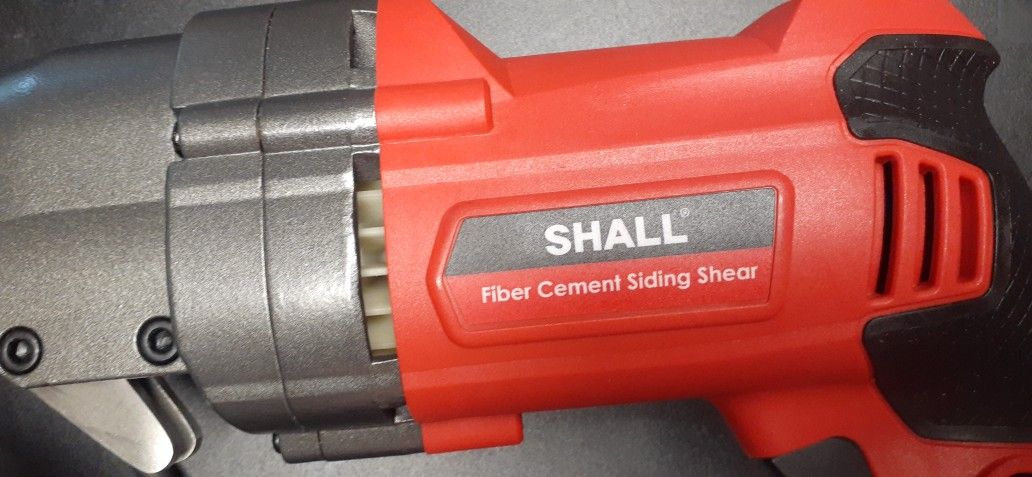 SHALL®
Fiber Cement Siding Shear